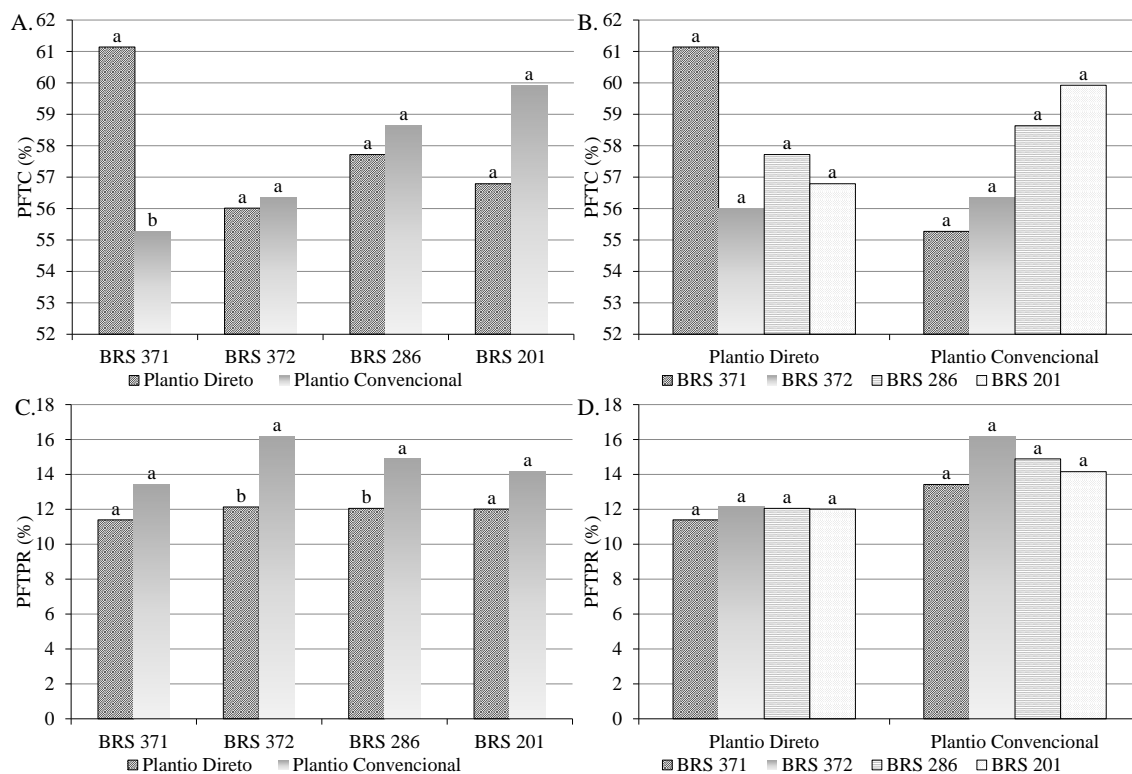 A.
PFTC (%)
62
61
60
59
58
57
56
55
54
53
52
a
b
a
a
a
a
a
a
BRS 371 BRS 372 BRS 286 BRS 201
Plantio Direto Plantio Convencional
B.
PFTC (%)
62
61
60
59
58
57
56
55
54
53
52
a
a
a
a
a
a
a
a
Plantio Direto Plantio Convencional
BRS 371 BRS 372 BRS 286 BRS 201
C.
PFTPR (%)
18
16
14
12
10
8
6
4
2
0
a
a
b
a
b
a
a
a
BRS 371 BRS 372 BRS 286 BRS 201
Plantio Direto Plantio Convencional
D.
PFTPR (%)
18
16
14
12
10
8
6
4
2
0
a
a
a
a
a
a
a
a
Plantio Direto Plantio Convencional
BRS 371 BRS 372 BRS 286 BRS 201